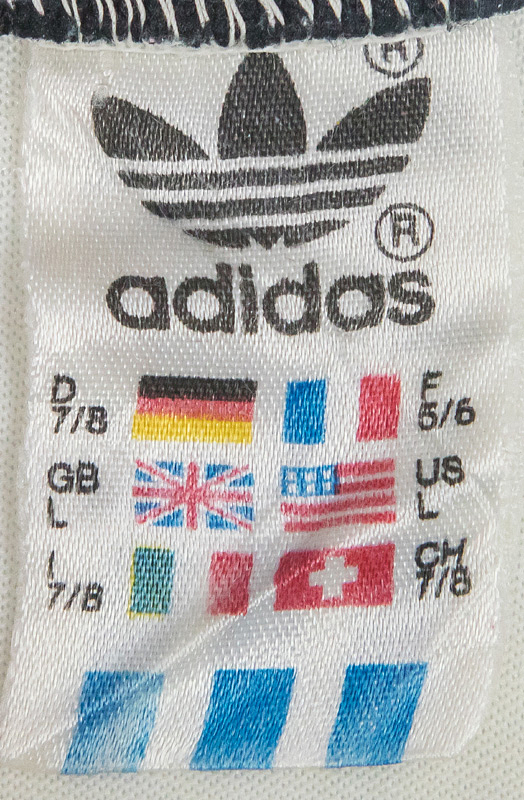 ®
®
adidas
D F
7/8 5/6
GB US
L L
I CH
7/8 7/8